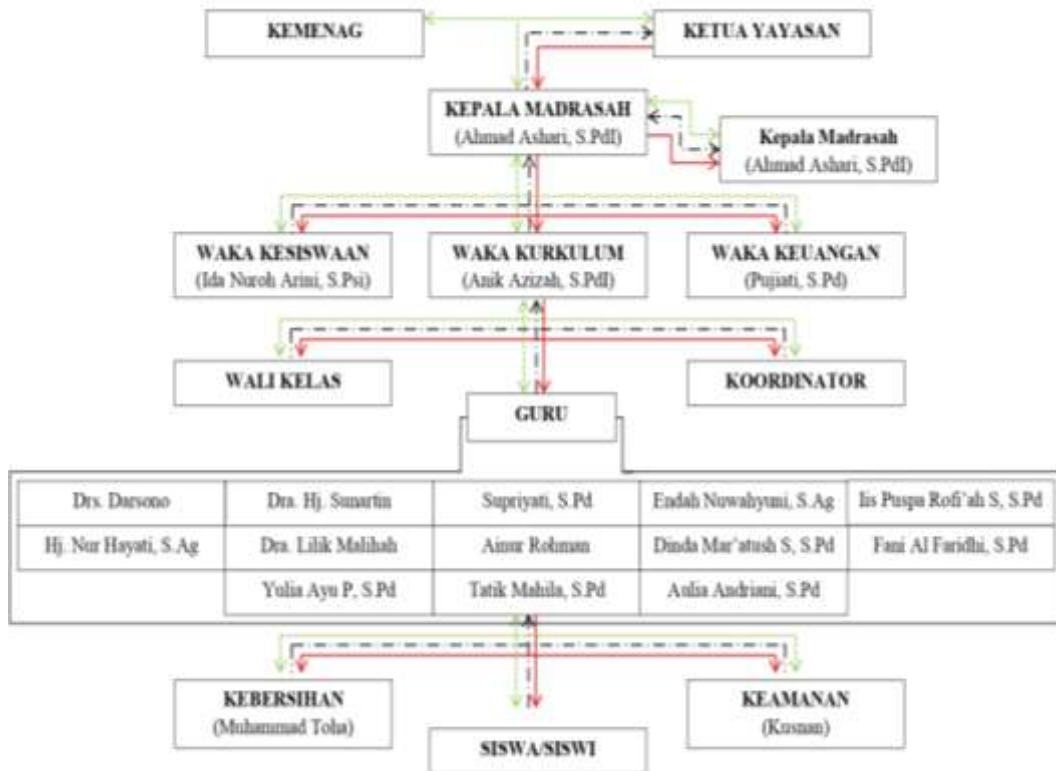 KEMENAG
KETUA YAYASAN
KEPALA MADRASAH
(Ahmad Ashari, S.PdI)
Kepala Madrasah
(Ahmad Ashari, S.PdI)
WAKA KESISWAAN
(Ida Nuroh Arini, S.Psi)
WAKA KURKULUM
(Anik Azizah, S.PdI)
WAKA KEUANGAN
(Pujiati, S.Pd)
WALI KELAS
KOORDINATOR
GURU
Drs. Darsono
Dra. Hj. Sunartin
Supriyati, S.Pd
Endah Nuwahyuni, S.Ag
Iis Puspa Rofi’ah S, S.Pd
Hj. Nur Hayati, S.Ag
Dra. Lilik Malihah
Ainur Rohman
Dinda Mar’atush S, S.Pd
Fani Al Faridhi, S.Pd
Yulia Ayu P, S.Pd
Tatik Mahila, S.Pd
Aulia Andriani, S.Pd
KEBERSIHAN
(Muhammad Toha)
KEAMANAN
(Kusnan)
SISWA/SISWI